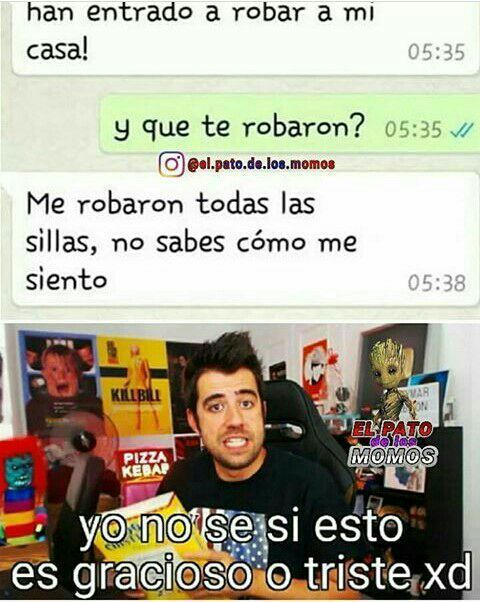 han entrado a robar a mi
casa!
05:35
y que te robaron?
05:35
@el.pato.de.los.momos
Me robaron todas las
sillas, no sabes cómo me
siento
05:38
KILLBILL
PIZZA
KEBAP
EL PATO
de los
MOMOS
yo no se si esto
es gracioso o triste xd